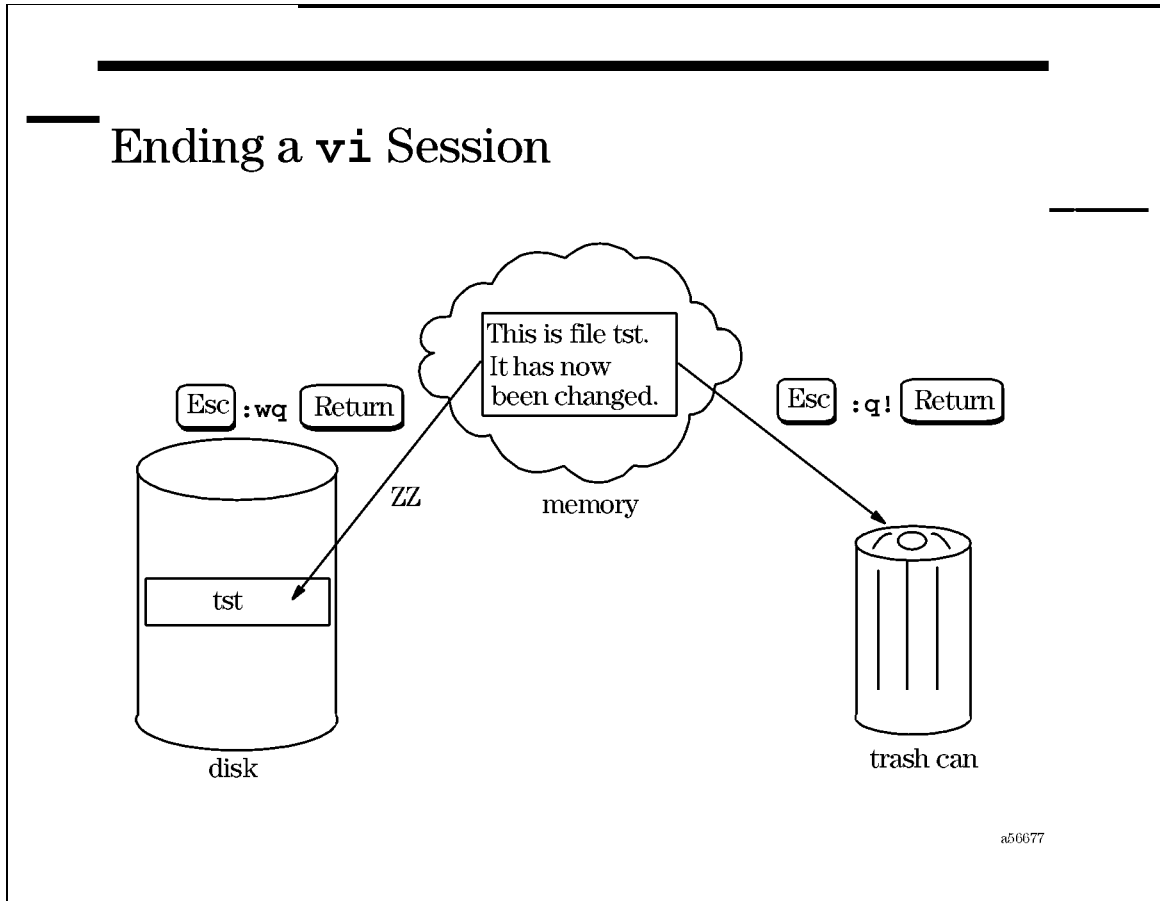 Ending a vi Session
This is file tst.
It has now
been changed.
Esc :wq Return
Esc :q! Return
ZZ
memory
tst
disk
trash can
a56677